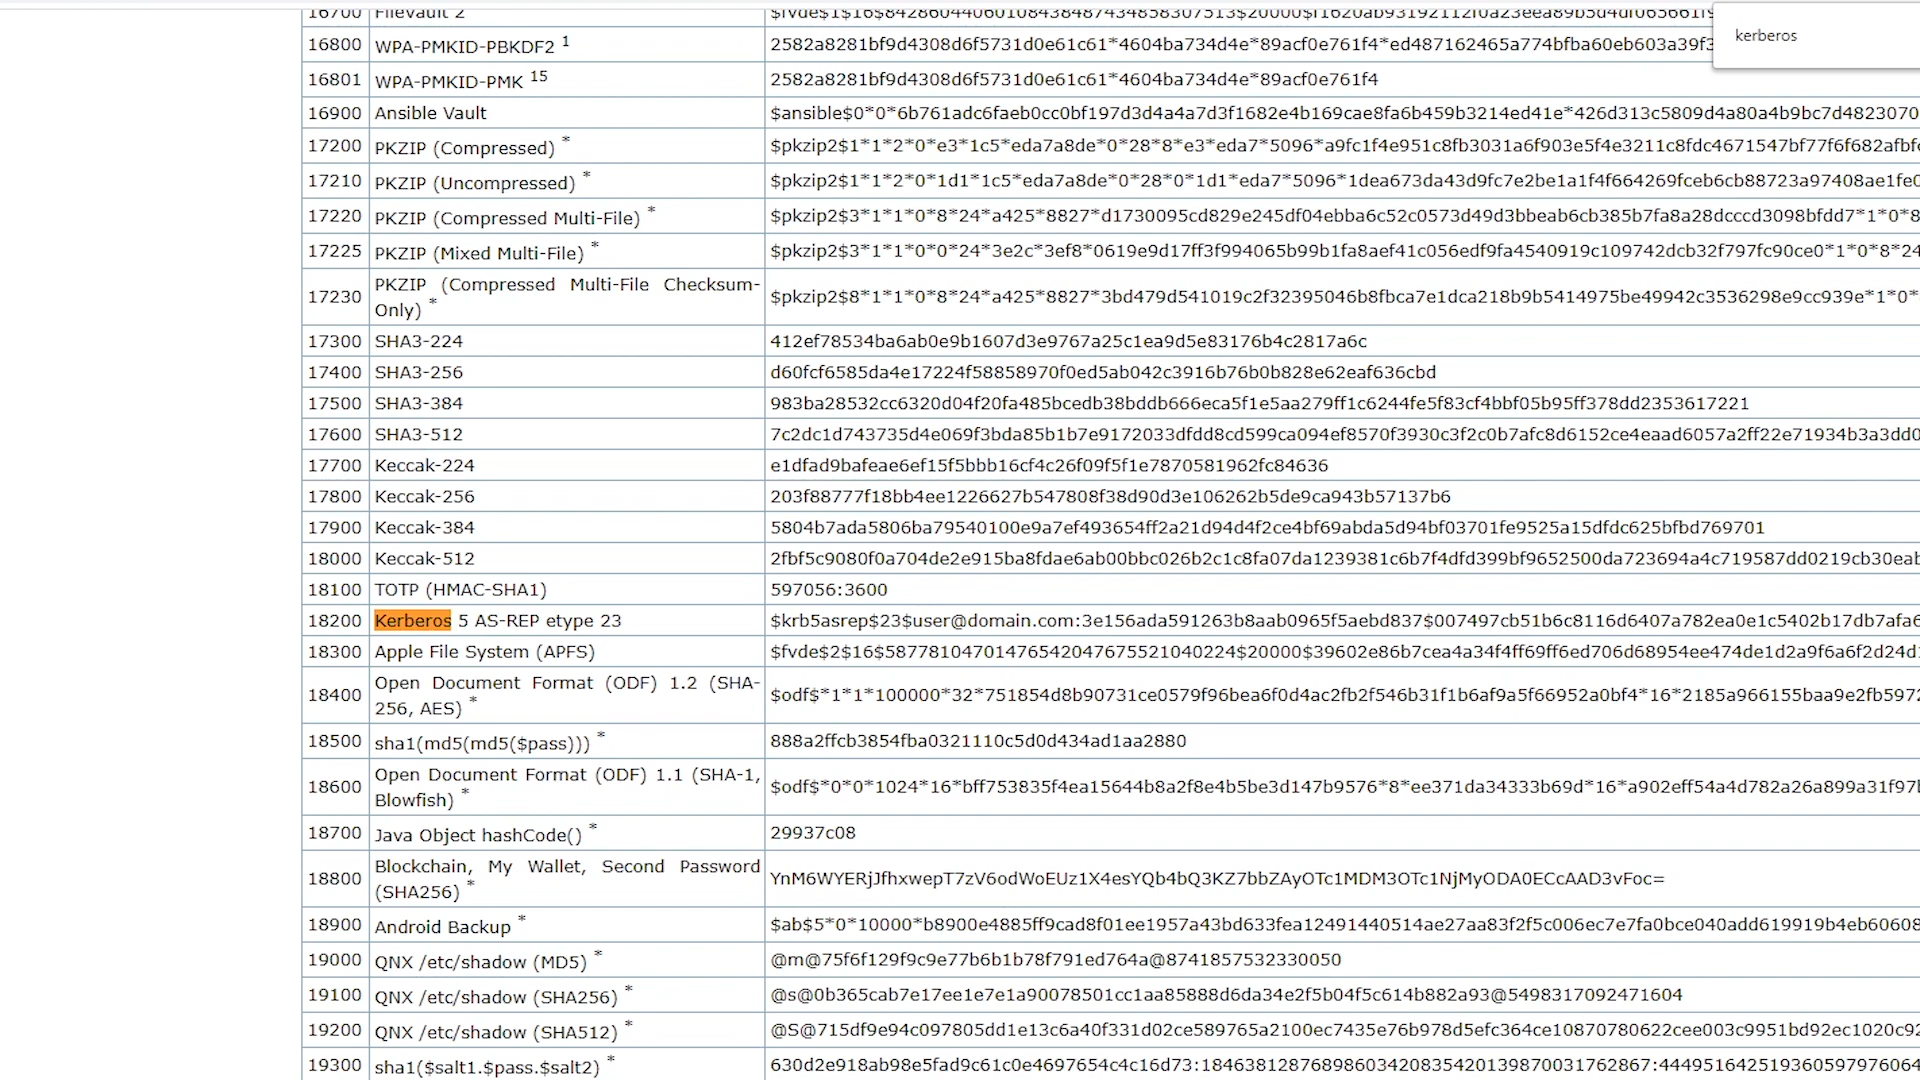 16700 FileVault 2
kerberos
16800 WPA-PMKID-PBKDF2 1 2582a8281bf9d4308d6f5731d0e61c61*4604ba734d4e*89acf0e761f4*ed487162465a774bfba60eb603a39f3
16801 WPA-PMKID-PMK 15 2582a8281bf9d4308d6f5731d0e61c61*4604ba734d4e*89acf0e761f4
16900 Ansible Vault $ansible$0*0*6b761adc6faeb0cc0bf197d3d4a4a7d3f1682e4b169cae8fa6b459b3214ed41e*426d313c5809d4a80a4b9bc7d4823070
17200 PKZIP (Compressed) * $pkzip2$1*1*2*0*e3*1c5*eda7a8de*0*28*8*e3*eda7*5096*a9fc1f4e951c8fb3031a6f903e5f4e3211c8fdc4671547bf77f6f682afbf
17210 PKZIP (Uncompressed) * $pkzip2$1*1*2*0*1d1*1c5*eda7a8de*0*28*0*1d1*eda7*5096*1dea673da43d9fc7e2be1a1f4f664269fceb6cb88723a97408ae1fe0
17220 PKZIP (Compressed Multi-File) * $pkzip2$3*1*1*0*8*24*a425*8827*d1730095cd829e245df04ebba6c52c0573d49d3bbeab6cb385b7fa8a28dcccd3098bfdd7*1*0*8
17225 PKZIP (Mixed Multi-File) * $pkzip2$3*1*1*0*0*24*3e2c*3ef8*0619e9d17ff3f994065b99b1fa8aef41c056edf9fa4540919c109742dcb32f797fc90ce0*1*0*8*24
17230 PKZIP (Compressed Multi-File Checksum- $pkzip2$8*1*1*0*8*24*a425*8827*3bd479d541019c2f32395046b8fbca7e1dca218b9b5414975be49942c3536298e9cc939e*1*0*
Only) *
17300 SHA3-224 412ef78534ba6ab0e9b1607d3e9767a25c1ea9d5e83176b4c2817a6c
17400 SHA3-256 d60fcf6585da4e17224f58858970f0ed5ab042c3916b76b0b828e62eaf636cbd
17500 SHA3-384 983ba28532cc6320d04f20fa485bcedb38bddb666eca5f1e5aa279ff1c6244fe5f83cf4bbf05b95ff378dd2353617221
17600 SHA3-512 7c2dc1d743735d4e069f3bda85b1b7e9172033dfdd8cd599ca094ef8570f3930c3f2c0b7afc8d6152ce4eaad6057a2ff22e71934b3a3dd0
17700 Keccak-224 e1dfad9bafeae6ef15f5bbb16cf4c26f09f5f1e7870581962fc84636
17800 Keccak-256 203f88777f18bb4ee1226627b547808f38d90d3e106262b5de9ca943b57137b6
17900 Keccak-384 5804b7ada5806ba79540100e9a7ef493654ff2a21d94d4f2ce4bf69abda5d94bf03701fe9525a15dfdc625bfbd769701
18000 Keccak-512 2fbf5c9080f0a704de2e915ba8fdae6ab00bbc026b2c1c8fa07da1239381c6b7f4dfd399bf9652500da723694a4c719587dd0219cb30eab
18100 TOTP (HMAC-SHA1) 597056:3600
18200 Kerberos 5 AS-REP etype 23 $krb5asrep$23$user@domain.com:3e156ada591263b8aab0965f5aebd837$007497cb51b6c8116d6407a782ea0e1c5402b17db7afa6
18300 Apple File System (APFS) $fvde$2$16$58778104701476542047675521040224$20000$39602e86b7cea4a34f4ff69ff6ed706d68954ee474de1d2a9f6a6f2d24d1
18400 Open Document Format (ODF) 1.2 (SHA- $odf$*1*1*100000*32*751854d8b90731ce0579f96bea6f0d4ac2fb2f546b31f1b6af9a5f66952a0bf4*16*2185a966155baa9e2fb5972
256, AES) *
18500 sha1(md5(md5($pass))) * 888a2ffcb3854fba0321110c5d0d434ad1aa2880
18600 Open Document Format (ODF) 1.1 (SHA-1, $odf$*0*0*1024*16*bff753835f4ea15644b8a2f8e4b5be3d147b9576*8*ee371da34333b69d*16*a902eff54a4d782a26a899a31f97b
Blowfish) *
18700 Java Object hashCode() * 29937c08
18800 Blockchain, My Wallet, Second Password YnM6WYERjJfhxwepT7zV6odWoEUz1X4esYQb4bQ3KZ7bbZAyOTc1MDM3OTc1NjMyODA0ECcAAD3vFoc=
(SHA256) *
18900 Android Backup * $ab$5*0*10000*b8900e4885ff9cad8f01ee1957a43bd633fea12491440514ae27aa83f2f5c006ec7e7fa0bce040add619919b4eb60608
19000 QNX /etc/shadow (MD5) * @m@75f6f129f9c9e77b6b1b78f791ed764a@8741857532330050
19100 QNX /etc/shadow (SHA256) * @s@0b365cab7e17ee1e7e1a90078501cc1aa85888d6da34e2f5b04f5c614b882a93@5498317092471604
19200 QNX /etc/shadow (SHA512) * @S@715df9e94c097805dd1e13c6a40f331d02ce589765a2100ec7435e76b978d5efc364ce10870780622cee003c9951bd92ec1020c92
19300 sha1($salt1.$pass.$salt2) * 630d2e918ab98e5fad9c61c0e4697654c4c16d73:18463812876898603420835420139870031762867:444951642519360597976064